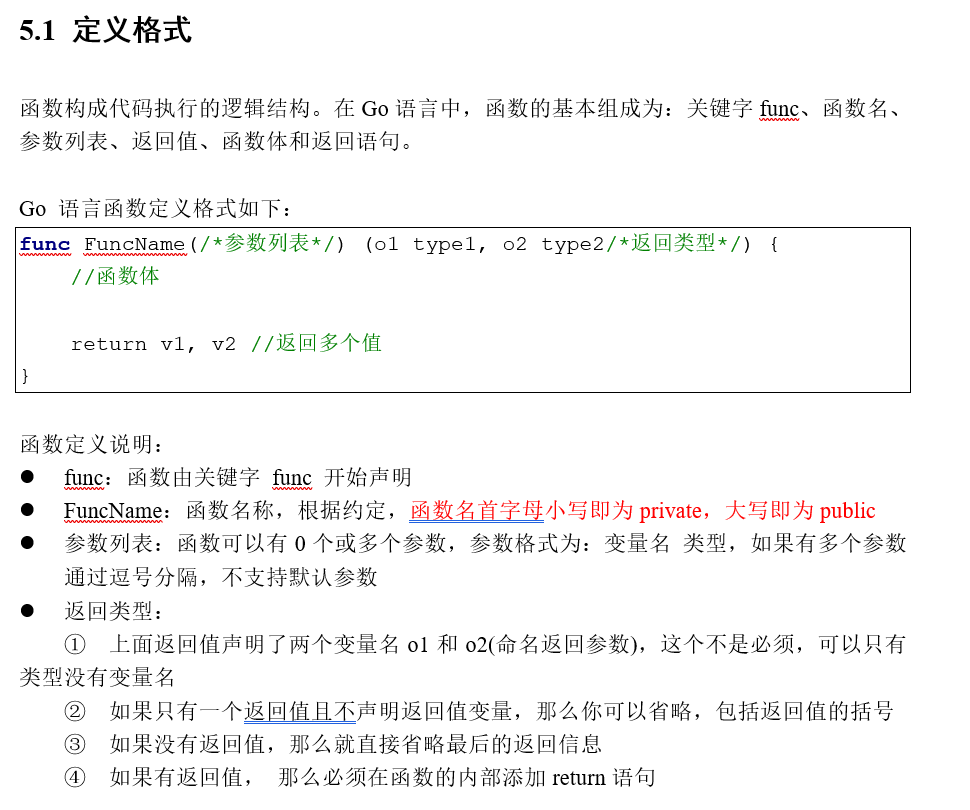 5.1 定义格式
函数构成代码执行的逻辑结构。在 Go 语言中，函数的基本组成为：关键字 func、函数名、
参数列表、返回值、函数体和返回语句。
Go 语言函数定义格式如下：
func FuncName(/*参数列表*/) (o1 type1, o2 type2/*返回类型*/) {
    //函数体
    return v1, v2 //返回多个值
}
函数定义说明：
● func：函数由关键字 func 开始声明
● FuncName：函数名称，根据约定，函数名首字母小写即为 private，大写即为 public
● 参数列表：函数可以有 0 个或多个参数，参数格式为：变量名 类型，如果有多个参数
通过逗号分隔，不支持默认参数
● 返回类型：
① 上面返回值声明了两个变量名 o1 和 o2(命名返回参数)，这个不是必须，可以只有
类型没有变量名
② 如果只有一个返回值且不声明返回值变量，那么你可以省略，包括返回值的括号
③ 如果没有返回值，那么就直接省略最后的返回信息
④ 如果有返回值， 那么必须在函数的内部添加 return 语句